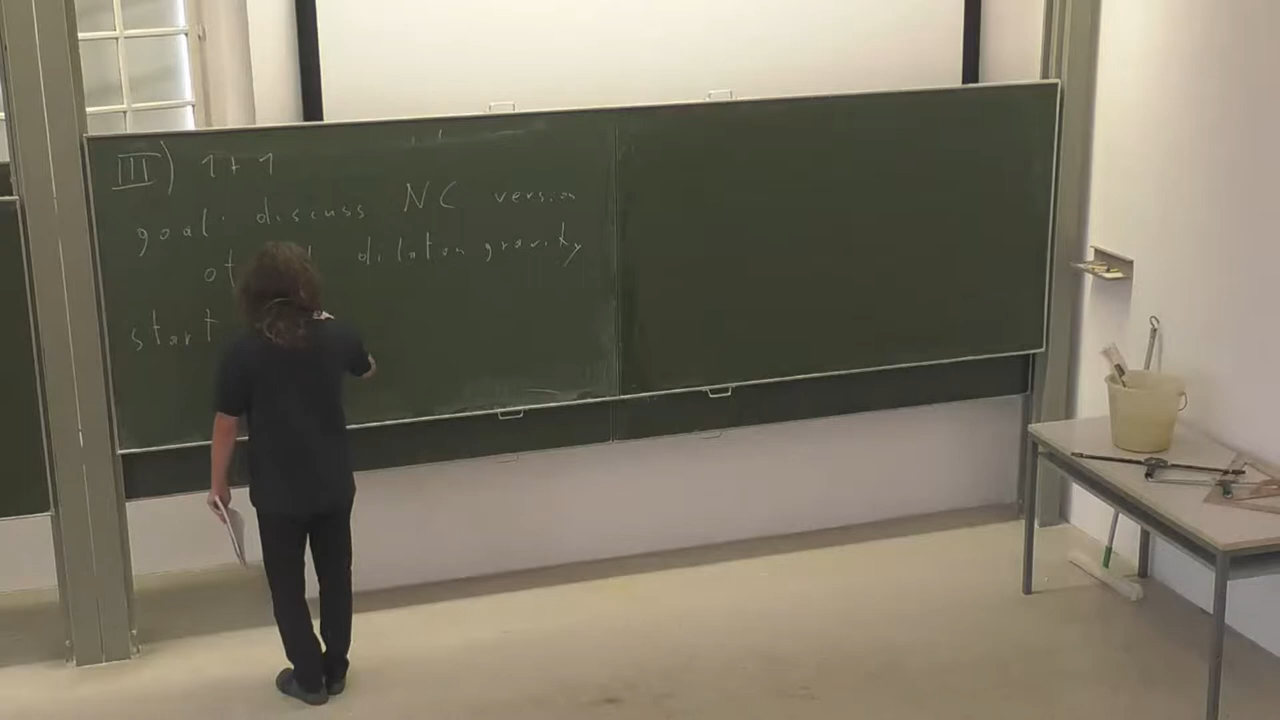 III) 1+1
goal: discuss NC version
of dilaton gravity
start